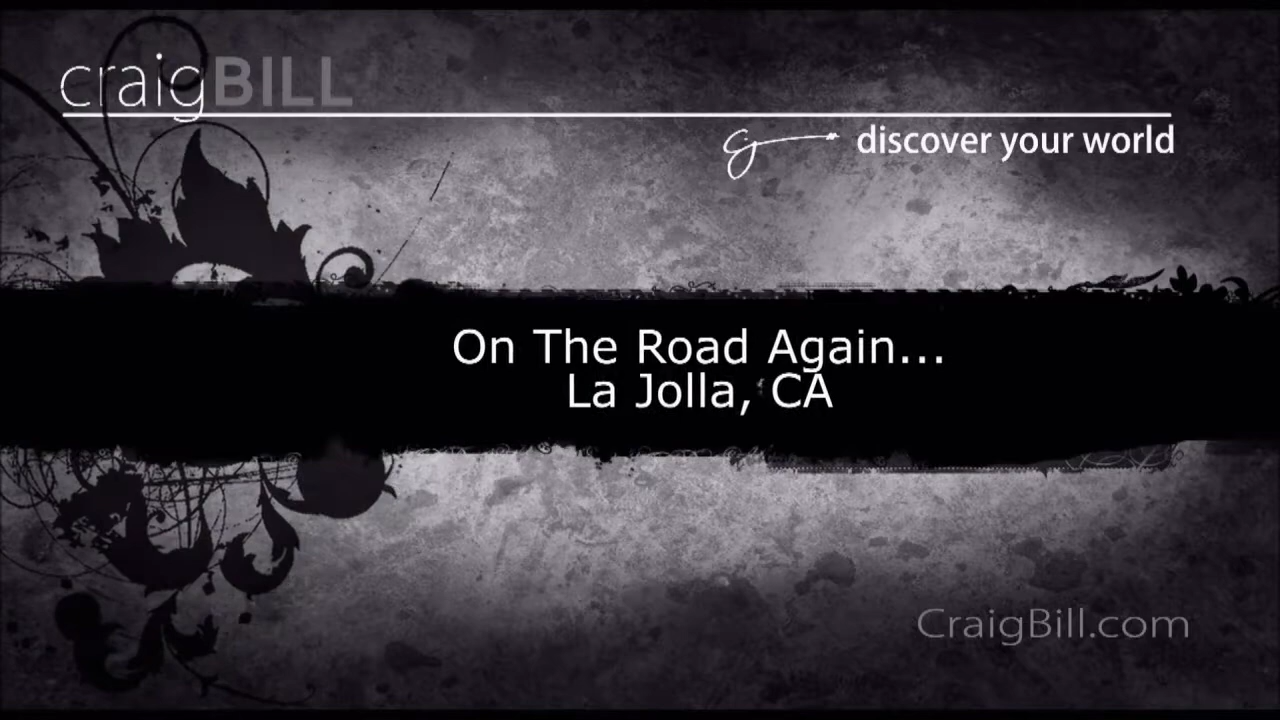 craigBILL
discover your world
On The Road Again...
La Jolla, CA
CraigBill.com